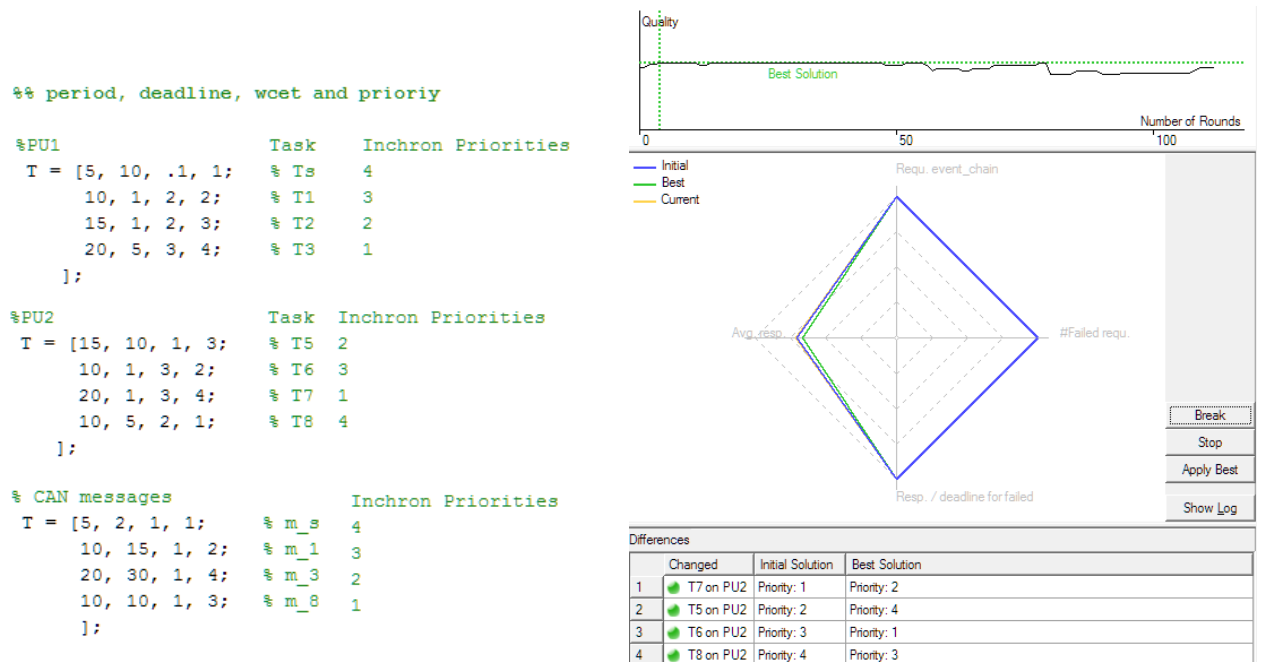 %% period, deadline, wcet and prioriy
%PU1 Task Inchron Priorities
T = [5, 10, .1, 1; % Ts 4
10, 1, 2, 2; % T1 3
15, 1, 2, 3; % T2 2
20, 5, 3, 4; % T3 1
];
%PU2 Task Inchron Priorities
T = [15, 10, 1, 3; % T5 2
10, 1, 3, 2; % T6 3
20, 1, 3, 4; % T7 1
10, 5, 2, 1; % T8 4
];
% CAN messages Inchron Priorities
T = [5, 2, 1, 1; % m_s 4
10, 15, 1, 2; % m_1 3
20, 30, 1, 4; % m_3 2
10, 10, 1, 3; % m_8 1
];
Quality
Best Solution
Number of Rounds
0 50 100
Initial
Best
Current
Requ. event_chain
Avg. resp.
#Failed requ.
Resp. / deadline for failed
Break
Stop
Apply Best
Show Log
Differences
Changed Initial Solution Best Solution
1 T7 on PU2 Priority: 1 Priority: 2
2 T5 on PU2 Priority: 2 Priority: 4
3 T6 on PU2 Priority: 3 Priority: 1
4 T8 on PU2 Priority: 4 Priority: 3